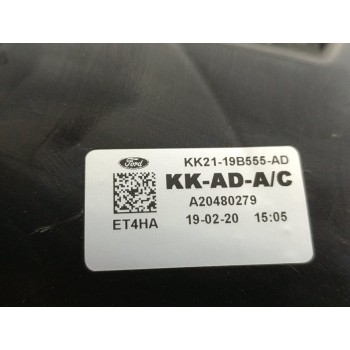 Ford KK21-19B555-AD
KK-AD-A/C
A20480279
ET4HA 19-02-20 15:05